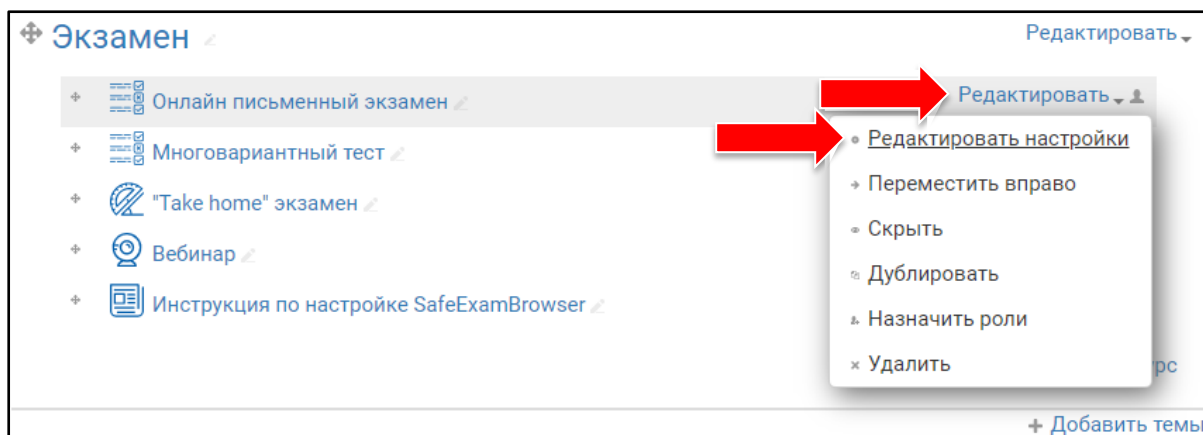 Экзамен
Редактировать
Онлайн письменный экзамен
Редактировать
Редактировать настройки
Многовариантный тест
Переместить вправо
"Take home" экзамен
Скрыть
Вебинар
Дублировать
Инструкция по настройке SafeExamBrowser
Назначить роли
Удалить
рс
+ Добавить темы